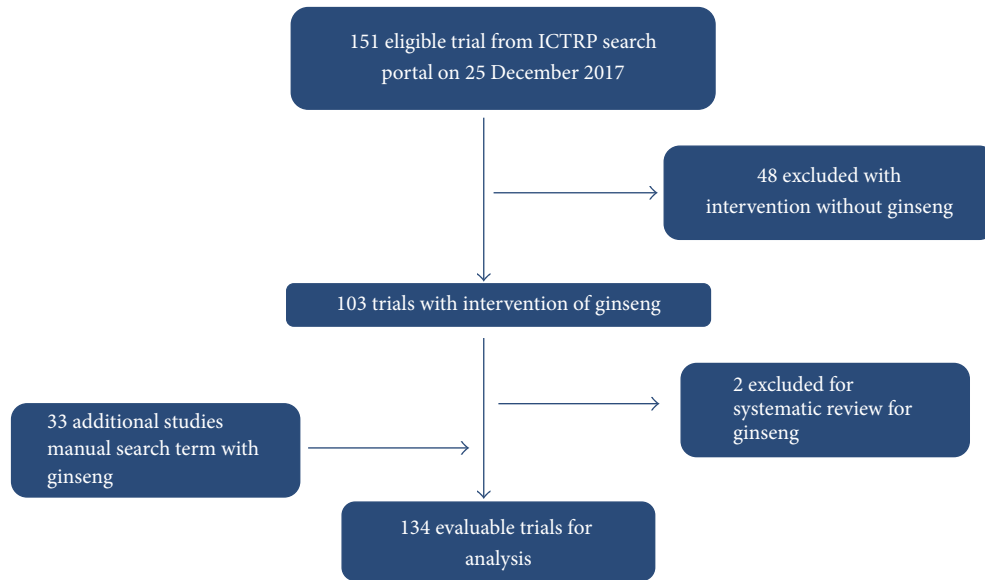 151 eligible trial from ICTRP search
portal on 25 December 2017
48 excluded with
intervention without ginseng
103 trials with intervention of ginseng
2 excluded for
systematic review for
ginseng
33 additional studies
manual search term with
ginseng
134 evaluable trials for
analysis